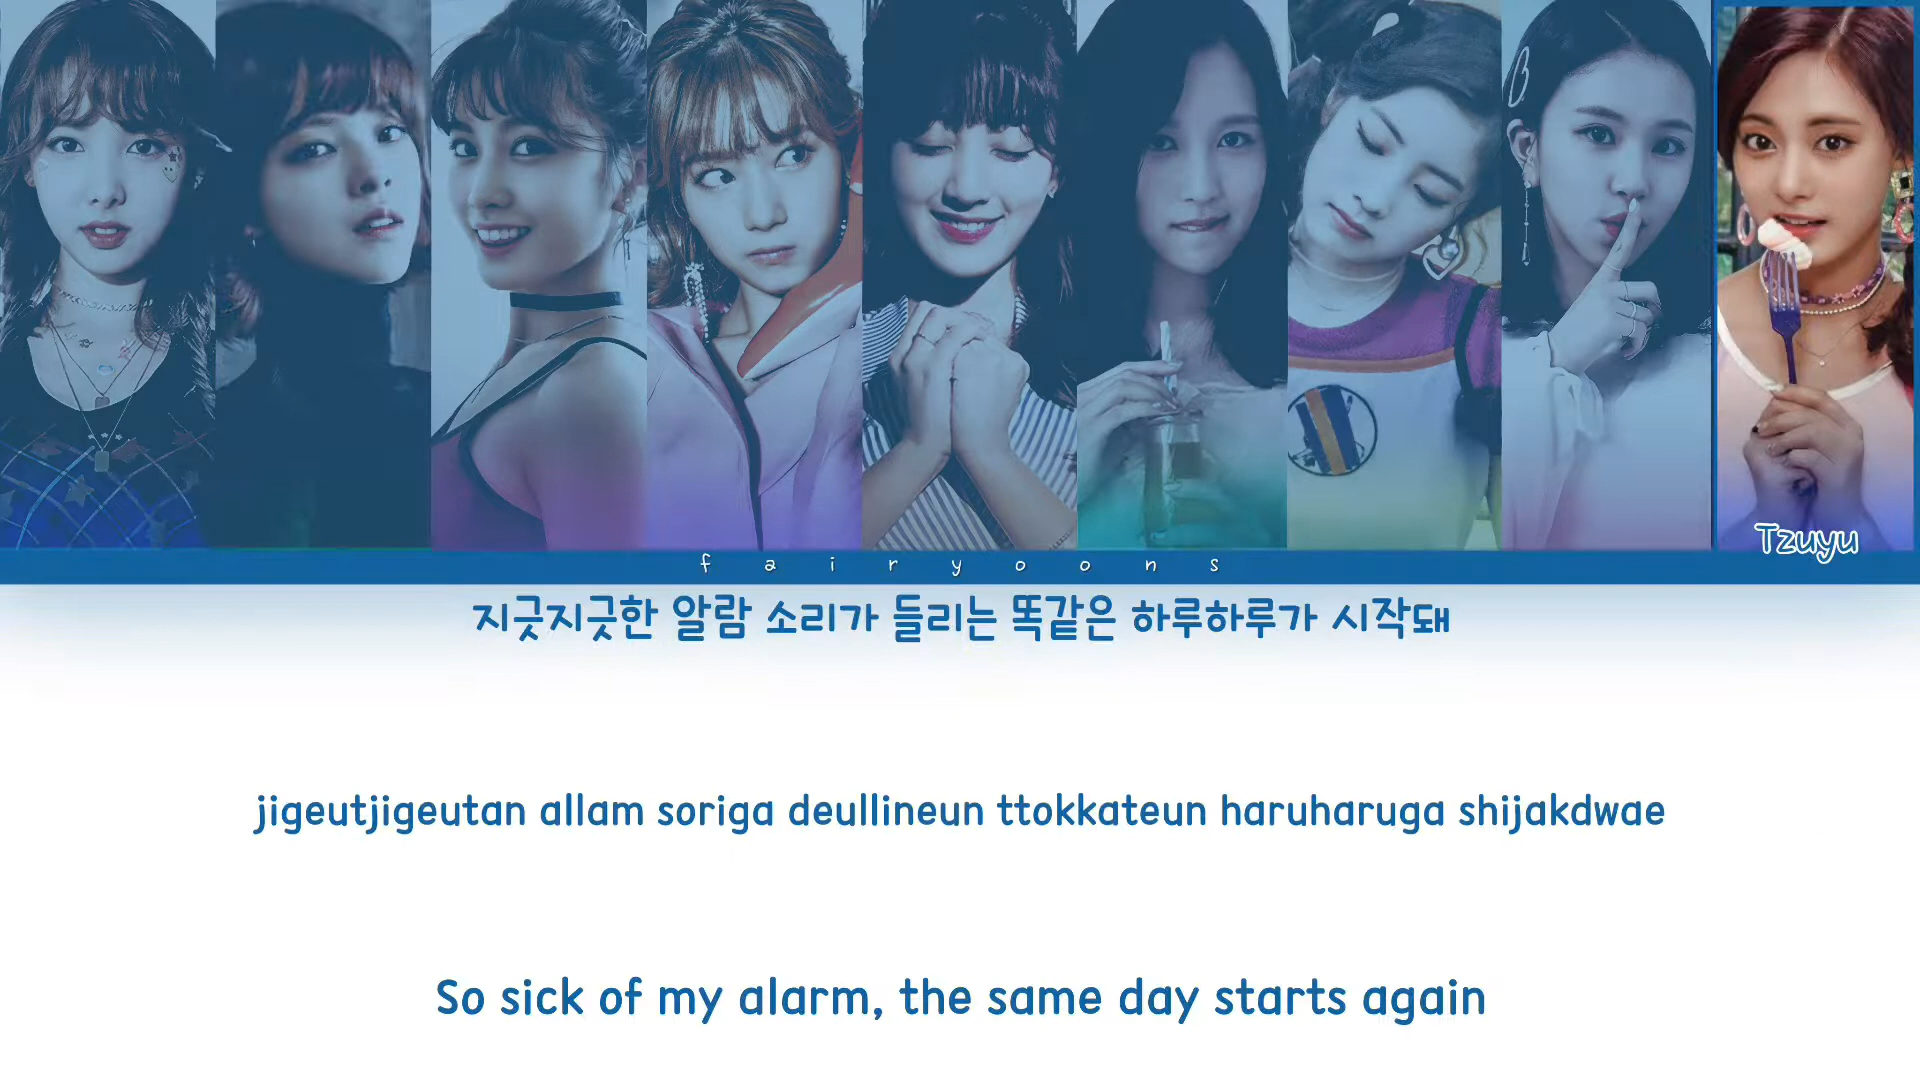 Tzuyu
f a i r y o o n s
지긋지긋한 알람 소리가 들리는 똑같은 하루하루가 시작돼
jigeutjigeutan allam soriga deullineun ttokkateun haruharuga shijakdwae
So sick of my alarm, the same day starts again